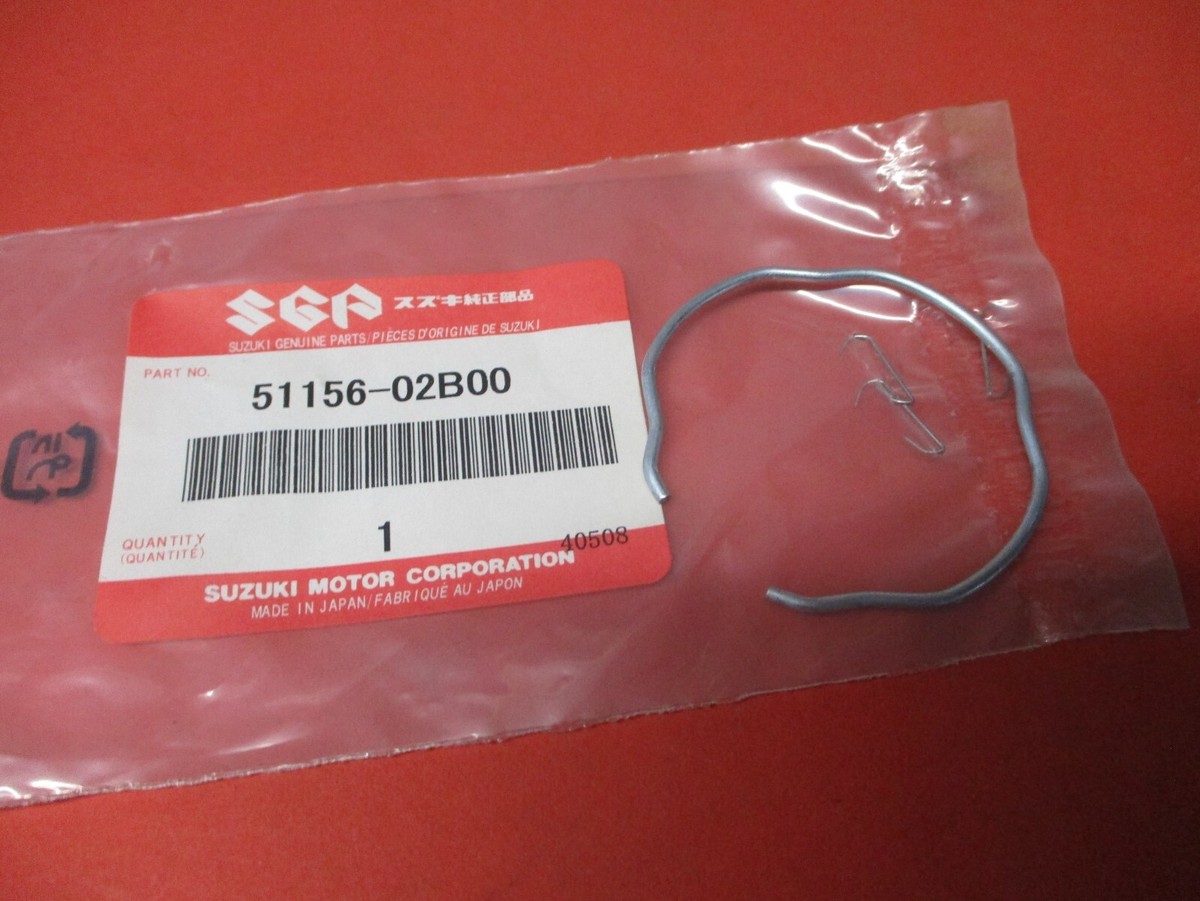 SGP スズキ純正部品
SUZUKI GENUINE PARTS/PIÈCES D'ORIGINE DE SUZUKI
PART NO.
51156-02B00
QUANTITY
(QUANTITÉ)
1
40508
SUZUKI MOTOR CORPORATION
MADE IN JAPAN/FABRIQUÉ AU JAPON